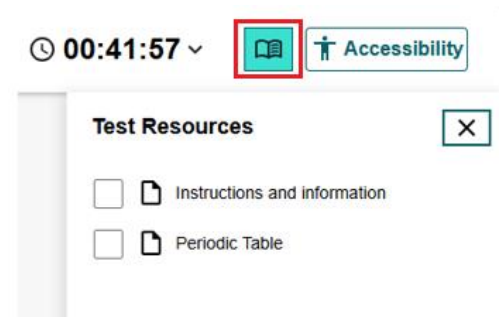 00:41:57 Accessibility
Test Resources
Instructions and information
Periodic Table